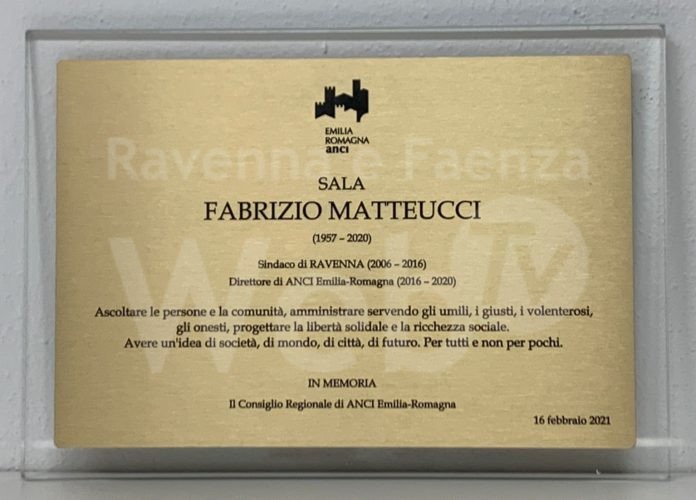 EMILIA
ROMAGNA
anci
Ravenna e Faenza
SALA
FABRIZIO MATTEUCCI
(1957 – 2020)
Sindaco di RAVENNA (2006 – 2016)
Direttore di ANCI Emilia-Romagna (2016 – 2020)
Web TV
Ascoltare le persone e la comunità, amministrare servendo gli umili, i giusti, i volenterosi,
gli onesti, progettare la libertà solidale e la ricchezza sociale.
Avere un'idea di società, di mondo, di città, di futuro. Per tutti e non per pochi.
IN MEMORIA
Il Consiglio Regionale di ANCI Emilia-Romagna
16 febbraio 2021